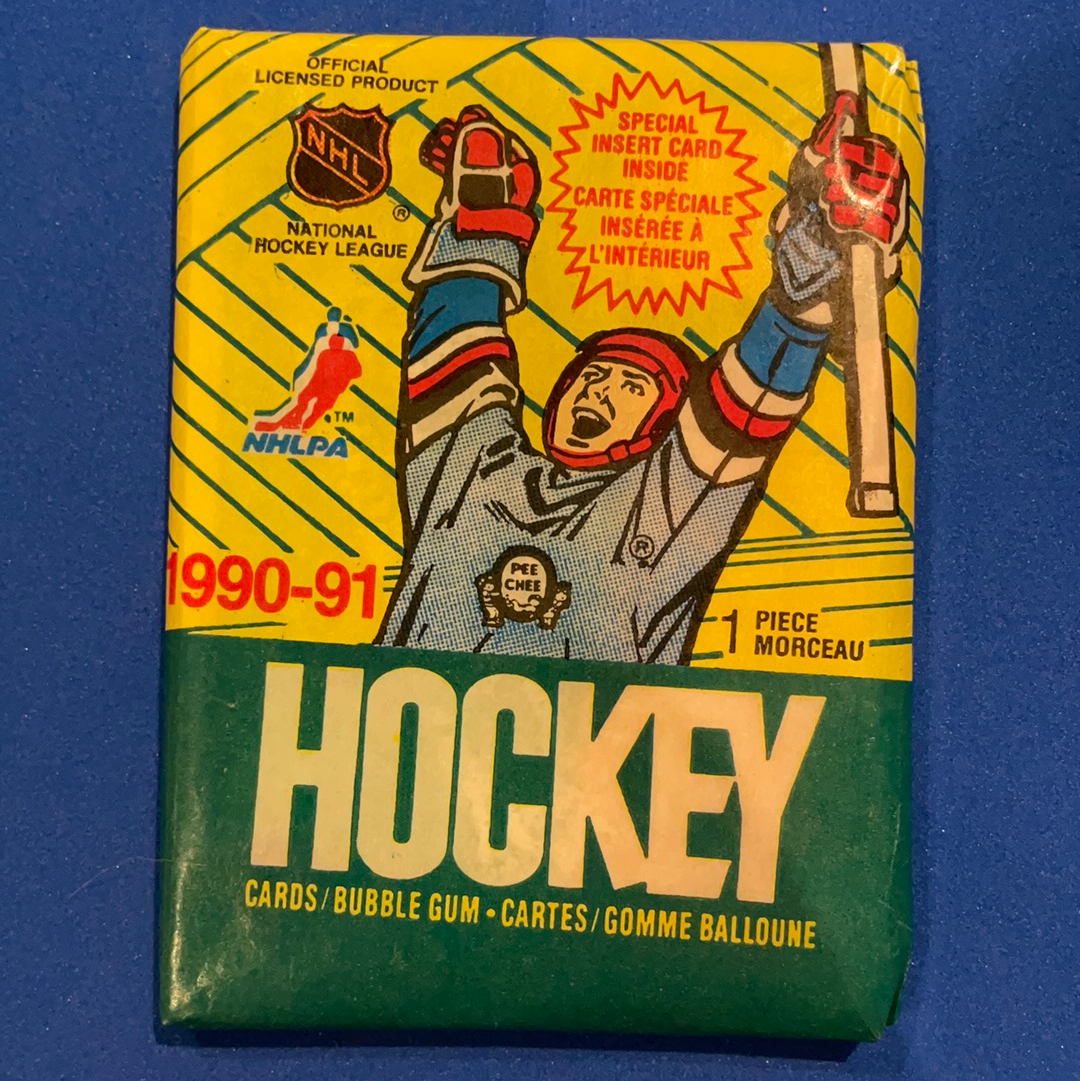 OFFICIAL
LICENSED PRODUCT
NHL
®
NATIONAL
HOCKEY LEAGUE
SPECIAL
INSERT CARD
INSIDE
CARTE SPÉCIALE
INSÉRÉE À
L'INTÉRIEUR
TM
NHLPA
1990-91
®
PEE
CHEE
1 PIECE
MORCEAU
HOCKEY
CARDS/BUBBLE GUM • CARTES/GOMME BALLOUNE